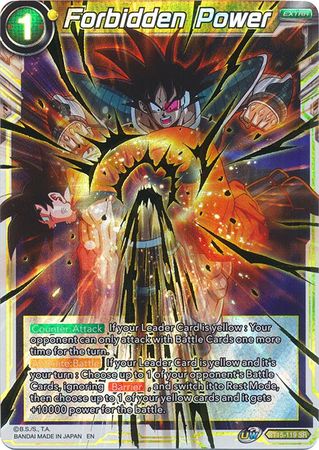 1
Forbidden Power
EXTRA
Counter:Attack If your Leader Card is yellow : Your
opponent can only attack with Battle Cards one more
time for the turn.
If your Leader Card is yellow and it's
your turn : Choose up to 1 of your opponent's Battle
Cards, ignoring Barrier, and switch it to Rest Mode,
then choose up to 1 of your yellow cards and it gets
+10000 power for the battle.
©B.S./S., T.A.
BANDAI MADE IN JAPAN EN
BT15-119 SR